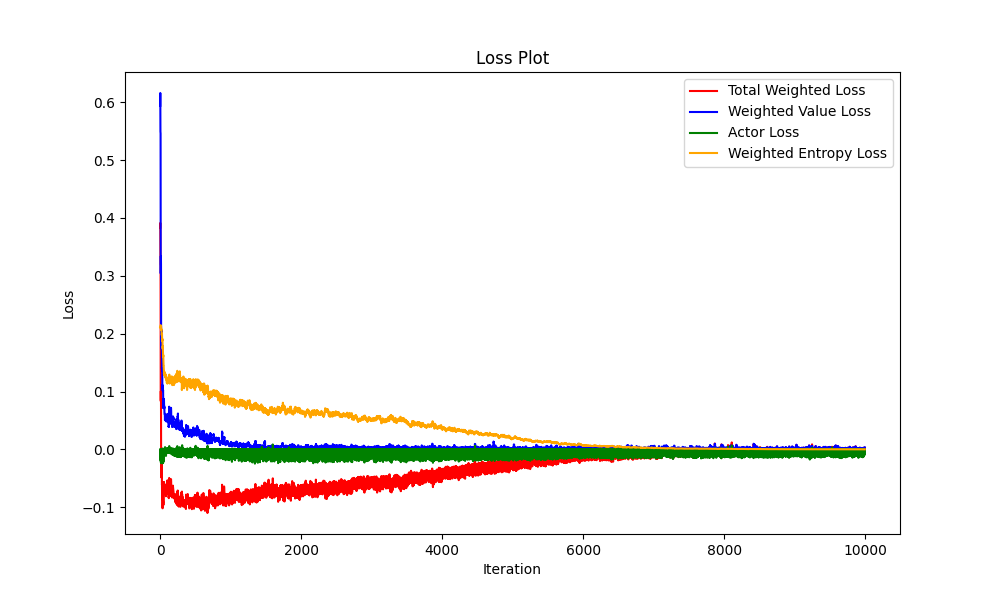 Loss Plot
Total Weighted Loss
Weighted Value Loss
Actor Loss
Weighted Entropy Loss
0.6
0.5
0.4
0.3
0.2
0.1
0.0
−0.1
Loss
0
2000
4000
6000
8000
10000
Iteration